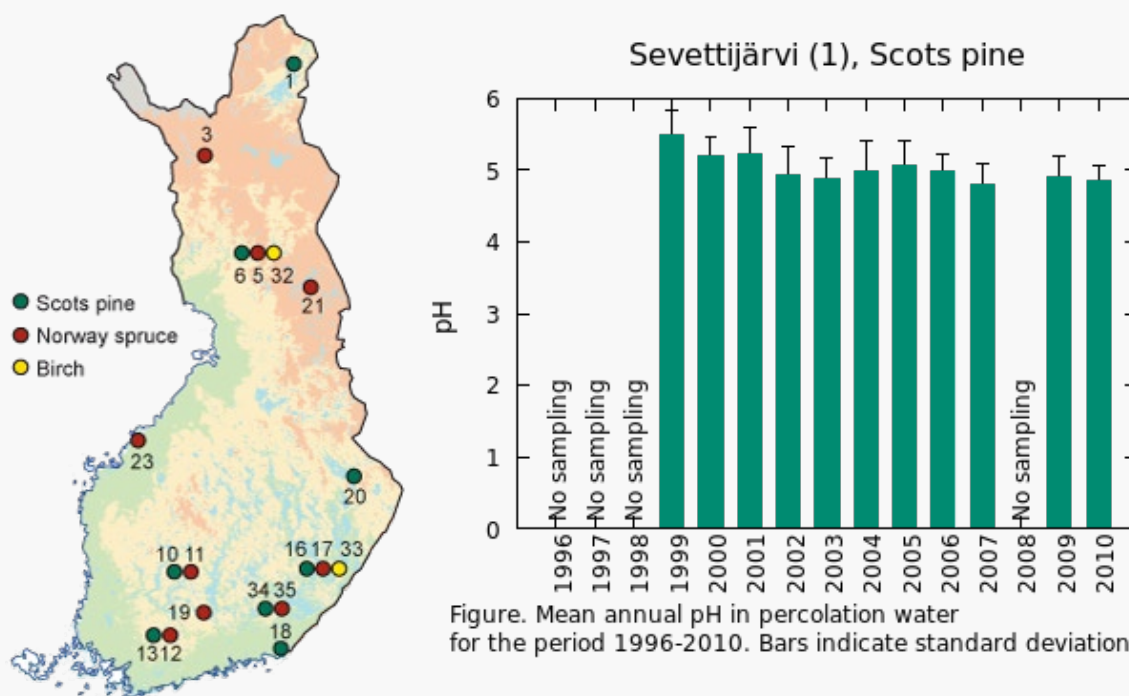 1
3
6 5 32
21
Scots pine
Norway spruce
Birch
23
20
10 11
16 17 33
34 35
19
18
1312
Sevettijärvi (1), Scots pine
6
5
4
3
2
1
0
pH
No sampling
No sampling
No sampling
No sampling
1996
1997
1998
1999
2000
2001
2002
2003
2004
2005
2006
2007
2008
2009
2010
Figure. Mean annual pH in percolation water
for the period 1996-2010. Bars indicate standard deviation